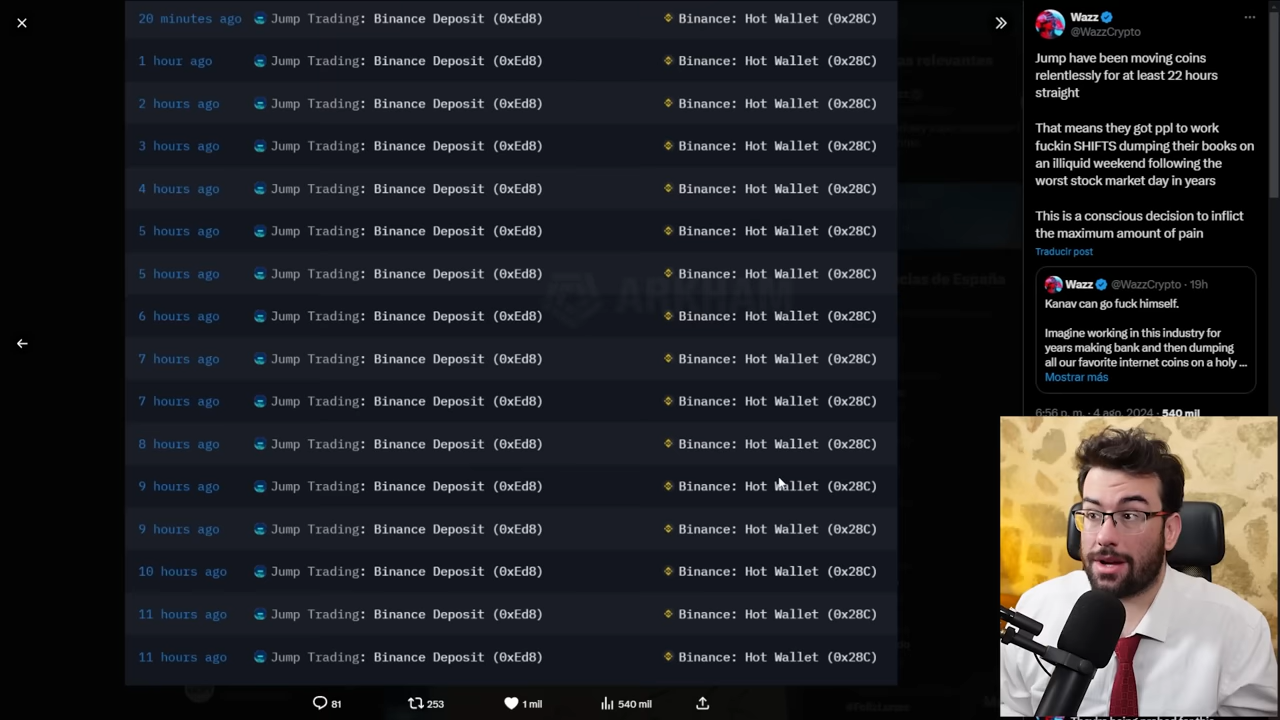 20 minutes ago Jump Trading: Binance Deposit (0xEd8) Binance: Hot Wallet (0x28C)
1 hour ago Jump Trading: Binance Deposit (0xEd8) Binance: Hot Wallet (0x28C)
2 hours ago Jump Trading: Binance Deposit (0xEd8) Binance: Hot Wallet (0x28C)
3 hours ago Jump Trading: Binance Deposit (0xEd8) Binance: Hot Wallet (0x28C)
4 hours ago Jump Trading: Binance Deposit (0xEd8) Binance: Hot Wallet (0x28C)
5 hours ago Jump Trading: Binance Deposit (0xEd8) Binance: Hot Wallet (0x28C)
5 hours ago Jump Trading: Binance Deposit (0xEd8) Binance: Hot Wallet (0x28C)
ARKHAM
6 hours ago Jump Trading: Binance Deposit (0xEd8) Binance: Hot Wallet (0x28C)
7 hours ago Jump Trading: Binance Deposit (0xEd8) Binance: Hot Wallet (0x28C)
7 hours ago Jump Trading: Binance Deposit (0xEd8) Binance: Hot Wallet (0x28C)
8 hours ago Jump Trading: Binance Deposit (0xEd8) Binance: Hot Wallet (0x28C)
9 hours ago Jump Trading: Binance Deposit (0xEd8) Binance: Hot Wallet (0x28C)
9 hours ago Jump Trading: Binance Deposit (0xEd8) Binance: Hot Wallet (0x28C)
10 hours ago Jump Trading: Binance Deposit (0xEd8) Binance: Hot Wallet (0x28C)
11 hours ago Jump Trading: Binance Deposit (0xEd8) Binance: Hot Wallet (0x28C)
11 hours ago Jump Trading: Binance Deposit (0xEd8) Binance: Hot Wallet (0x28C)
81 253 1 mil 540 mil
relevantes
de España
Wazz
@WazzCrypto
Jump have been moving coins
relentlessly for at least 22 hours
straight
That means they got ppl to work
fuckin SHIFTS dumping their books on
an illiquid weekend following the
worst stock market day in years
This is a conscious decision to inflict
the maximum amount of pain
Traducir post
Wazz @WazzCrypto · 19h
Kanav can go fuck himself.
Imagine working in this industry for
years making bank and then dumping
all our favorite internet coins on a holy ...
Mostrar más
6:56 p. m. · 4 ago. 2024 · 540 mil